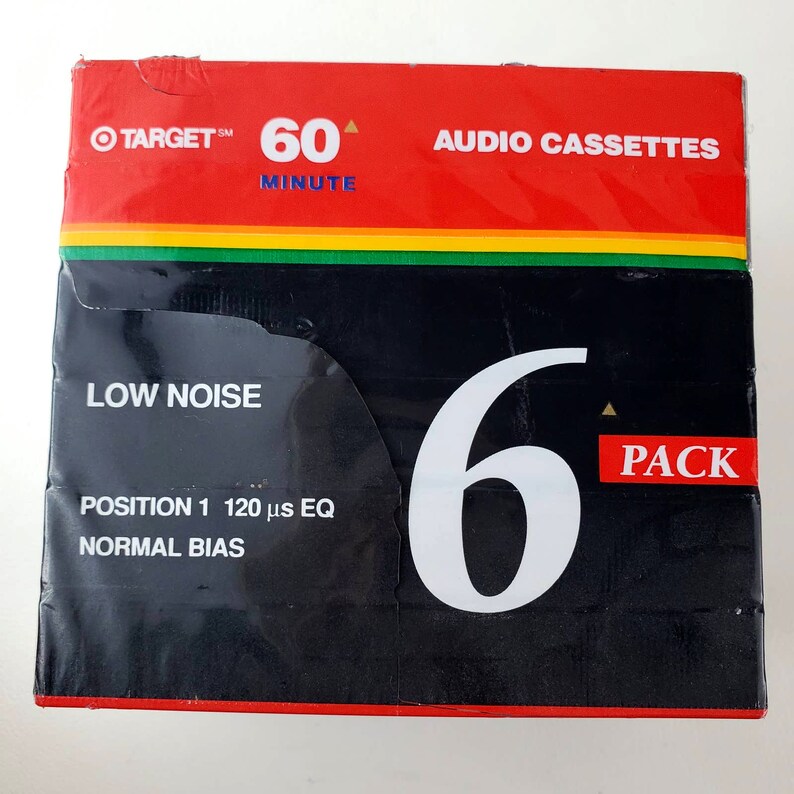 TARGET SM 60 AUDIO CASSETTES
MINUTE
LOW NOISE
6
PACK
POSITION 1 120 µs EQ
NORMAL BIAS